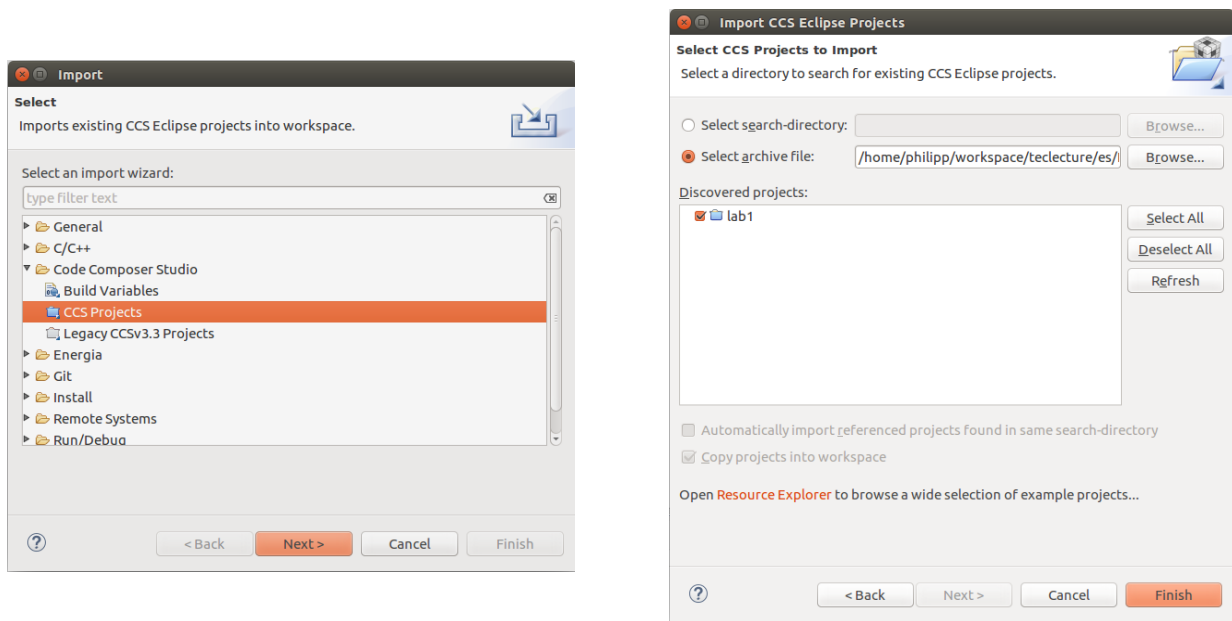 Import
Select
Imports existing CCS Eclipse projects into workspace.
Select an import wizard:
type filter text
General
C/C++
Code Composer Studio
Build Variables
CCS Projects
Legacy CCSv3.3 Projects
Energia
Git
Install
Remote Systems
Run/Debug
?
< Back Next > Cancel Finish
Import CCS Eclipse Projects
Select CCS Projects to Import
Select a directory to search for existing CCS Eclipse projects.
Select search-directory: Browse...
Select archive file: /home/philipp/workspace/teclecture/es/ Browse...
Discovered projects:
lab1
Select All
Deselect All
Refresh
Automatically import referenced projects found in same search-directory
Copy projects into workspace
Open Resource Explorer to browse a wide selection of example projects...
?
< Back Next > Cancel Finish